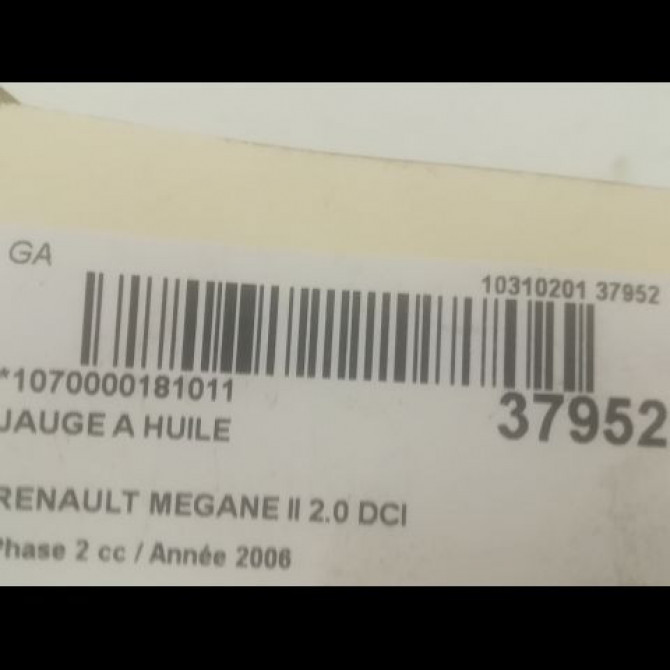 GA
10310201 37952
*1070000181011
37952
JAUGE A HUILE
RENAULT MEGANE II 2.0 DCI
Phase 2 cc / Année 2006